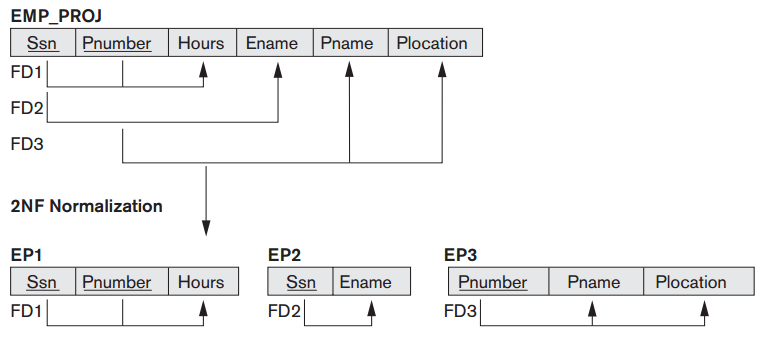 EMP_PROJ
Ssn Pnumber Hours Ename Pname Plocation
FD1
FD2
FD3
2NF Normalization
EP1 EP2 EP3
Ssn Pnumber Hours Ssn Ename Pnumber Pname Plocation
FD1 FD2 FD3